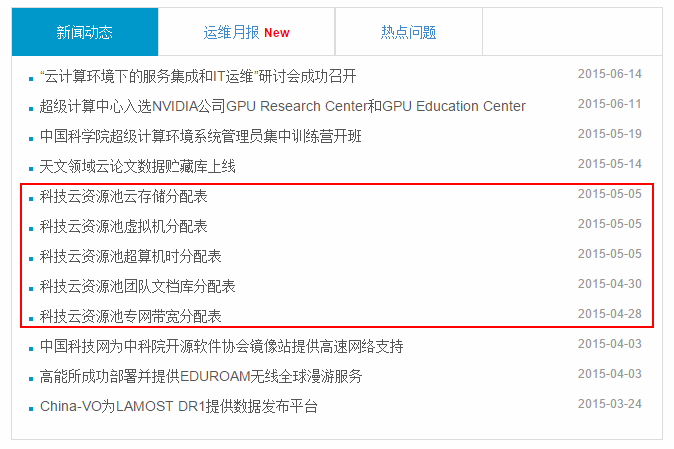 新闻动态 运维月报 New 热点问题
“云计算环境下的服务集成和IT运维”研讨会成功召开 2015-06-14
超级计算中心入选NVIDIA公司GPU Research Center和GPU Education Center 2015-06-11
中国科学院超级计算环境系统管理员集中训练营开班 2015-05-19
天文领域云论文数据贮藏库上线 2015-05-14
科技云资源池云存储分配表 2015-05-05
科技云资源池虚拟机分配表 2015-05-05
科技云资源池超算机时分配表 2015-05-05
科技云资源池团队文档库分配表 2015-04-30
科技云资源池专网带宽分配表 2015-04-28
中国科技网为中科院开源软件协会镜像站提供高速网络支持 2015-04-03
高能所成功部署并提供EDUROAM无线全球漫游服务 2015-04-03
China-VO为LAMOST DR1提供数据发布平台 2015-03-24